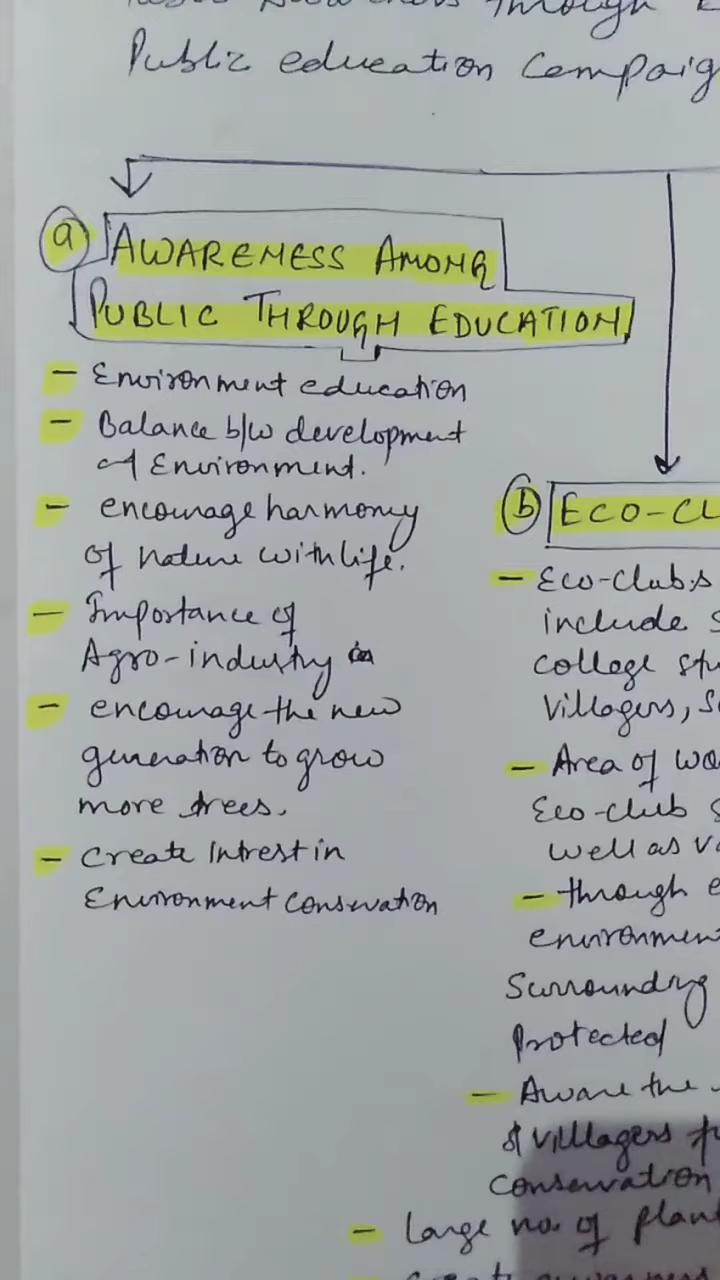 through
Public education Campaig
a AWARENESS AMONG
PUBLIC THROUGH EDUCATION
- Environment education
- Balance b/w development
of Environment.
- encourage harmony
of nature with life.
- Importance of
Agro-industry in
- encourage the new
generation to grow
more trees.
- Create intrest in
Environment Conservation
b ECO-CL
- Eco-clubs
include S
college stu
villagers, S
- Area of wo
Eco-club S
well as v
- through e
environmen
Surrounding
Protected
- Aware the
villagers
Conservation
- large no. of plan